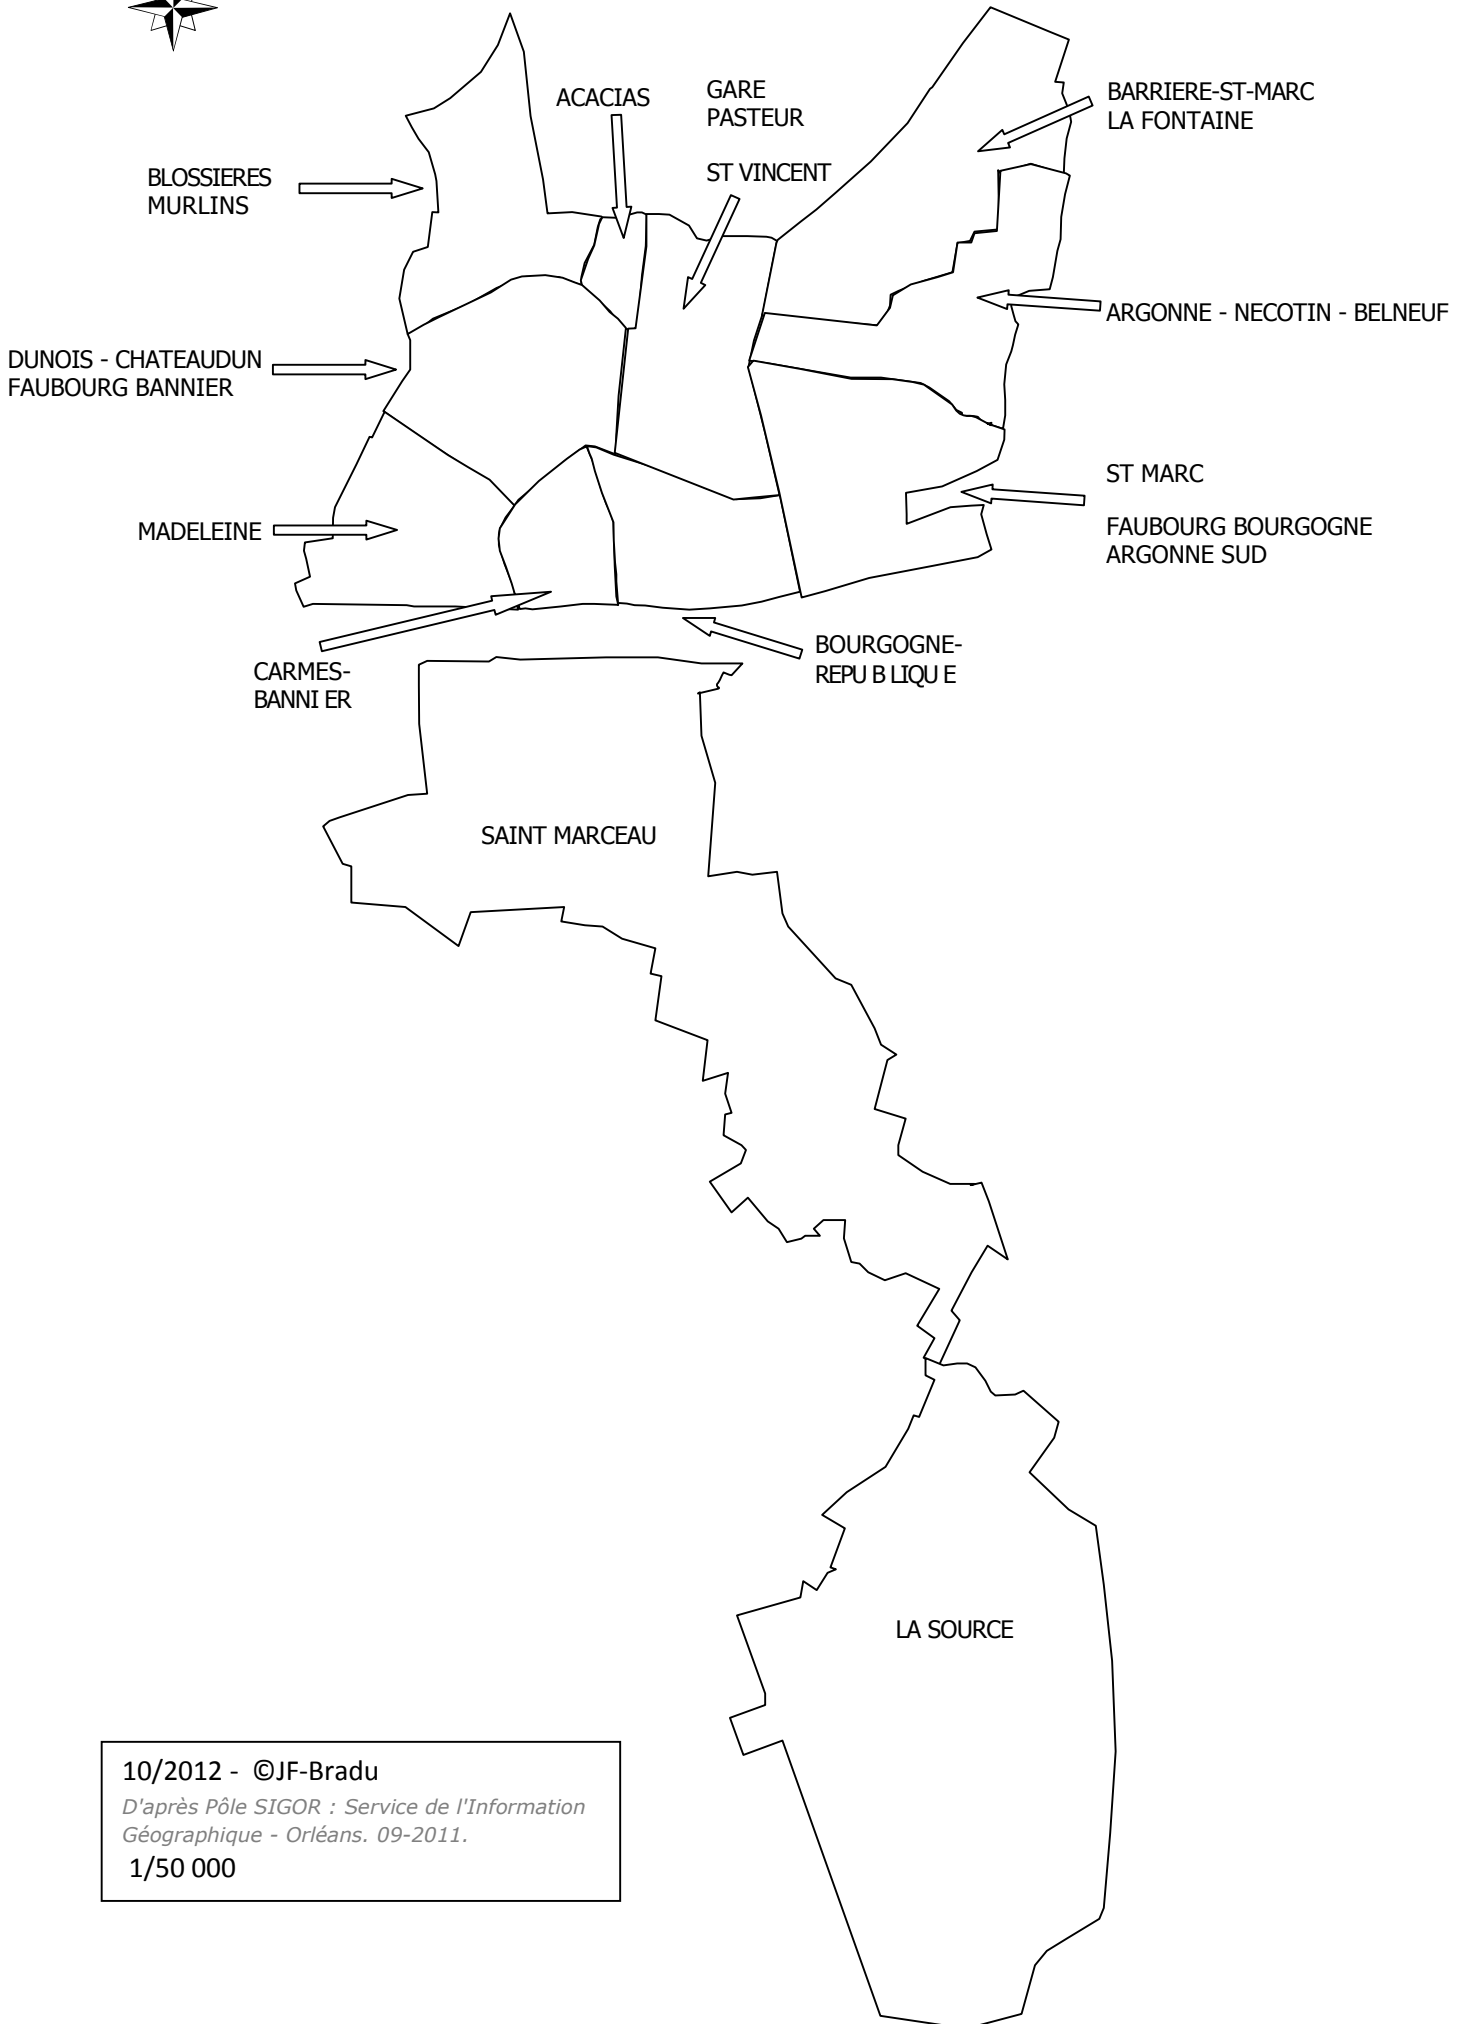 ACACIAS
GARE
PASTEUR
ST VINCENT
BARRIERE-ST-MARC
LA FONTAINE
BLOSSIERES
MURLINS
ARGONNE - NECOTIN - BELNEUF
DUNOIS - CHATEAUDUN
FAUBOURG BANNIER
ST MARC
FAUBOURG BOURGOGNE
ARGONNE SUD
MADELEINE
BOURGOGNE-
REPU B LIQU E
CARMES-
BANNI ER
SAINT MARCEAU
LA SOURCE
10/2012 - ©JF-Bradu
D'après Pôle SIGOR : Service de l'Information
Géographique - Orléans. 09-2011.
1/50 000